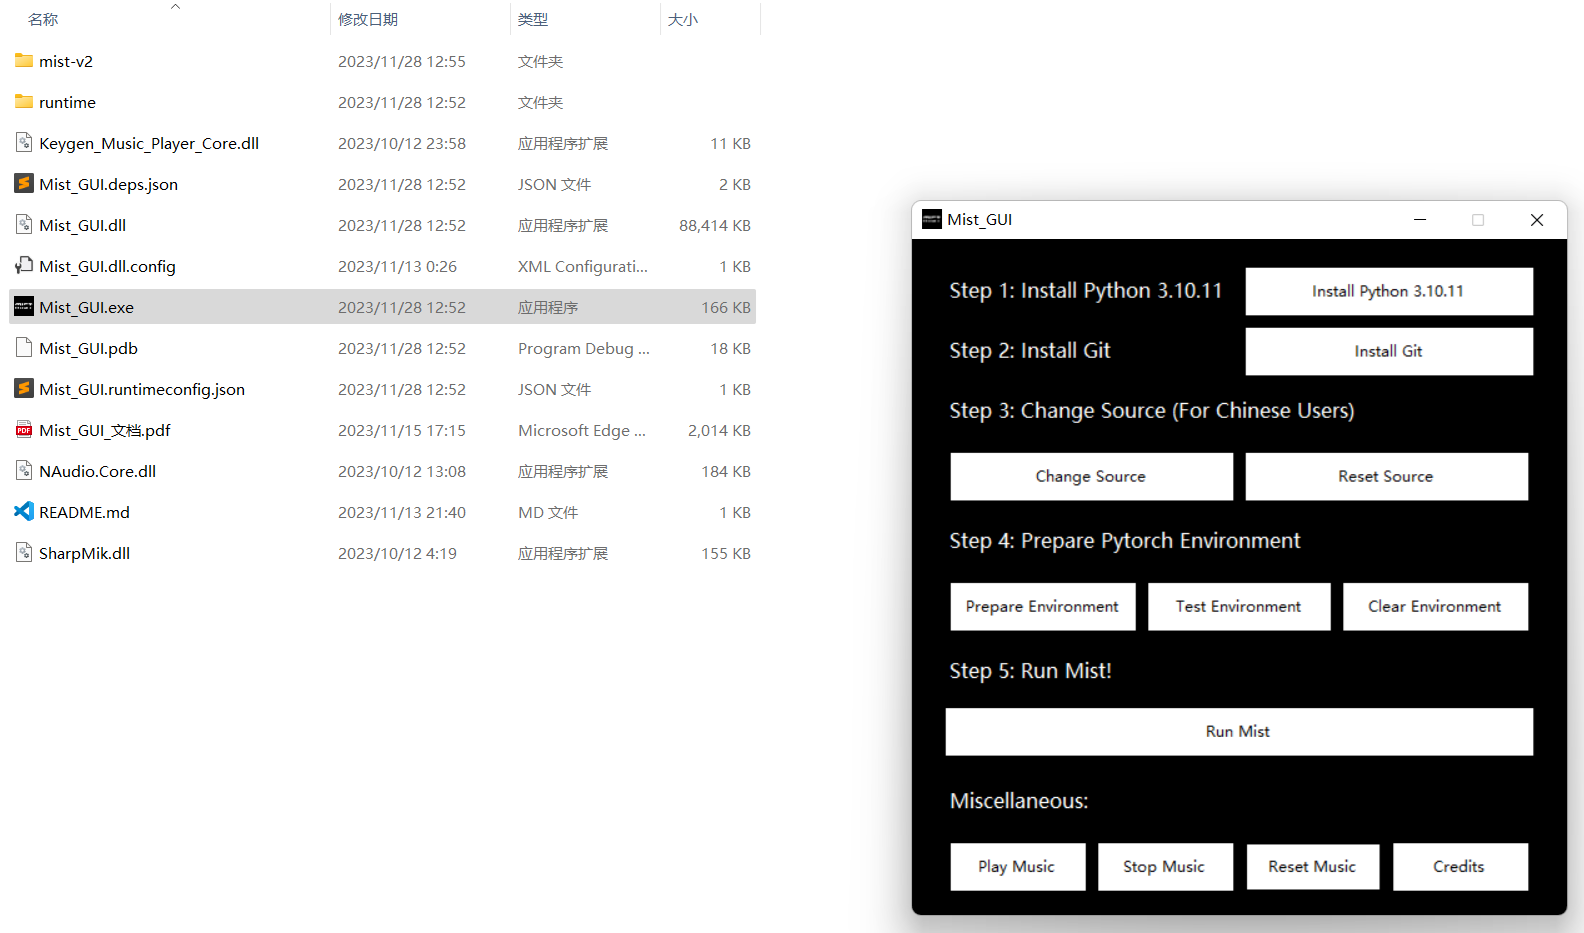 名称 修改日期 类型 大小
mist-v2 2023/11/28 12:55 文件夹
runtime 2023/11/28 12:52 文件夹
Keygen_Music_Player_Core.dll 2023/10/12 23:58 应用程序扩展 11 KB
Mist_GUI.deps.json 2023/11/28 12:52 JSON 文件 2 KB
Mist_GUI.dll 2023/11/28 12:52 应用程序扩展 88,414 KB
Mist_GUI.dll.config 2023/11/13 0:26 XML Configurati... 1 KB
Mist_GUI.exe 2023/11/28 12:52 应用程序 166 KB
Mist_GUI.pdb 2023/11/28 12:52 Program Debug ... 18 KB
Mist_GUI.runtimeconfig.json 2023/11/28 12:52 JSON 文件 1 KB
Mist_GUI_文档.pdf 2023/11/15 17:15 Microsoft Edge ... 2,014 KB
NAudio.Core.dll 2023/10/12 13:08 应用程序扩展 184 KB
README.md 2023/11/13 21:40 MD 文件 1 KB
SharpMik.dll 2023/10/12 4:19 应用程序扩展 155 KB
Mist_GUI
Step 1: Install Python 3.10.11 Install Python 3.10.11
Step 2: Install Git Install Git
Step 3: Change Source (For Chinese Users)
Change Source Reset Source
Step 4: Prepare Pytorch Environment
Prepare Environment Test Environment Clear Environment
Step 5: Run Mist!
Run Mist
Miscellaneous:
Play Music Stop Music Reset Music Credits